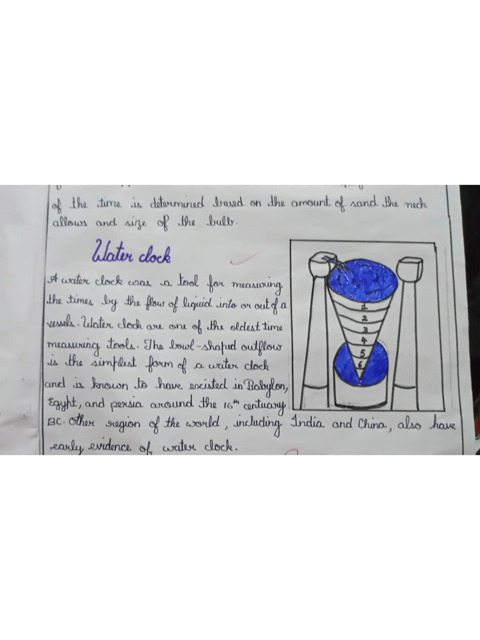 of the time is determined based on the amount of sand the neck
allows and size of the bulb.
Water clock
A water clock was a tool for measuring
the times by the flow of liquid into or out of a
vessels. Water clock are one of the oldest time
measuring tools. The bowl-shaped outflow
is the simplest form of a water clock
and is known to have existed in Babylon,
Egyht, and persia around the 16th centuary
BC. Other region of the world, including India and China, also have
early evidence of water clock.
1
2
3
4
5
6